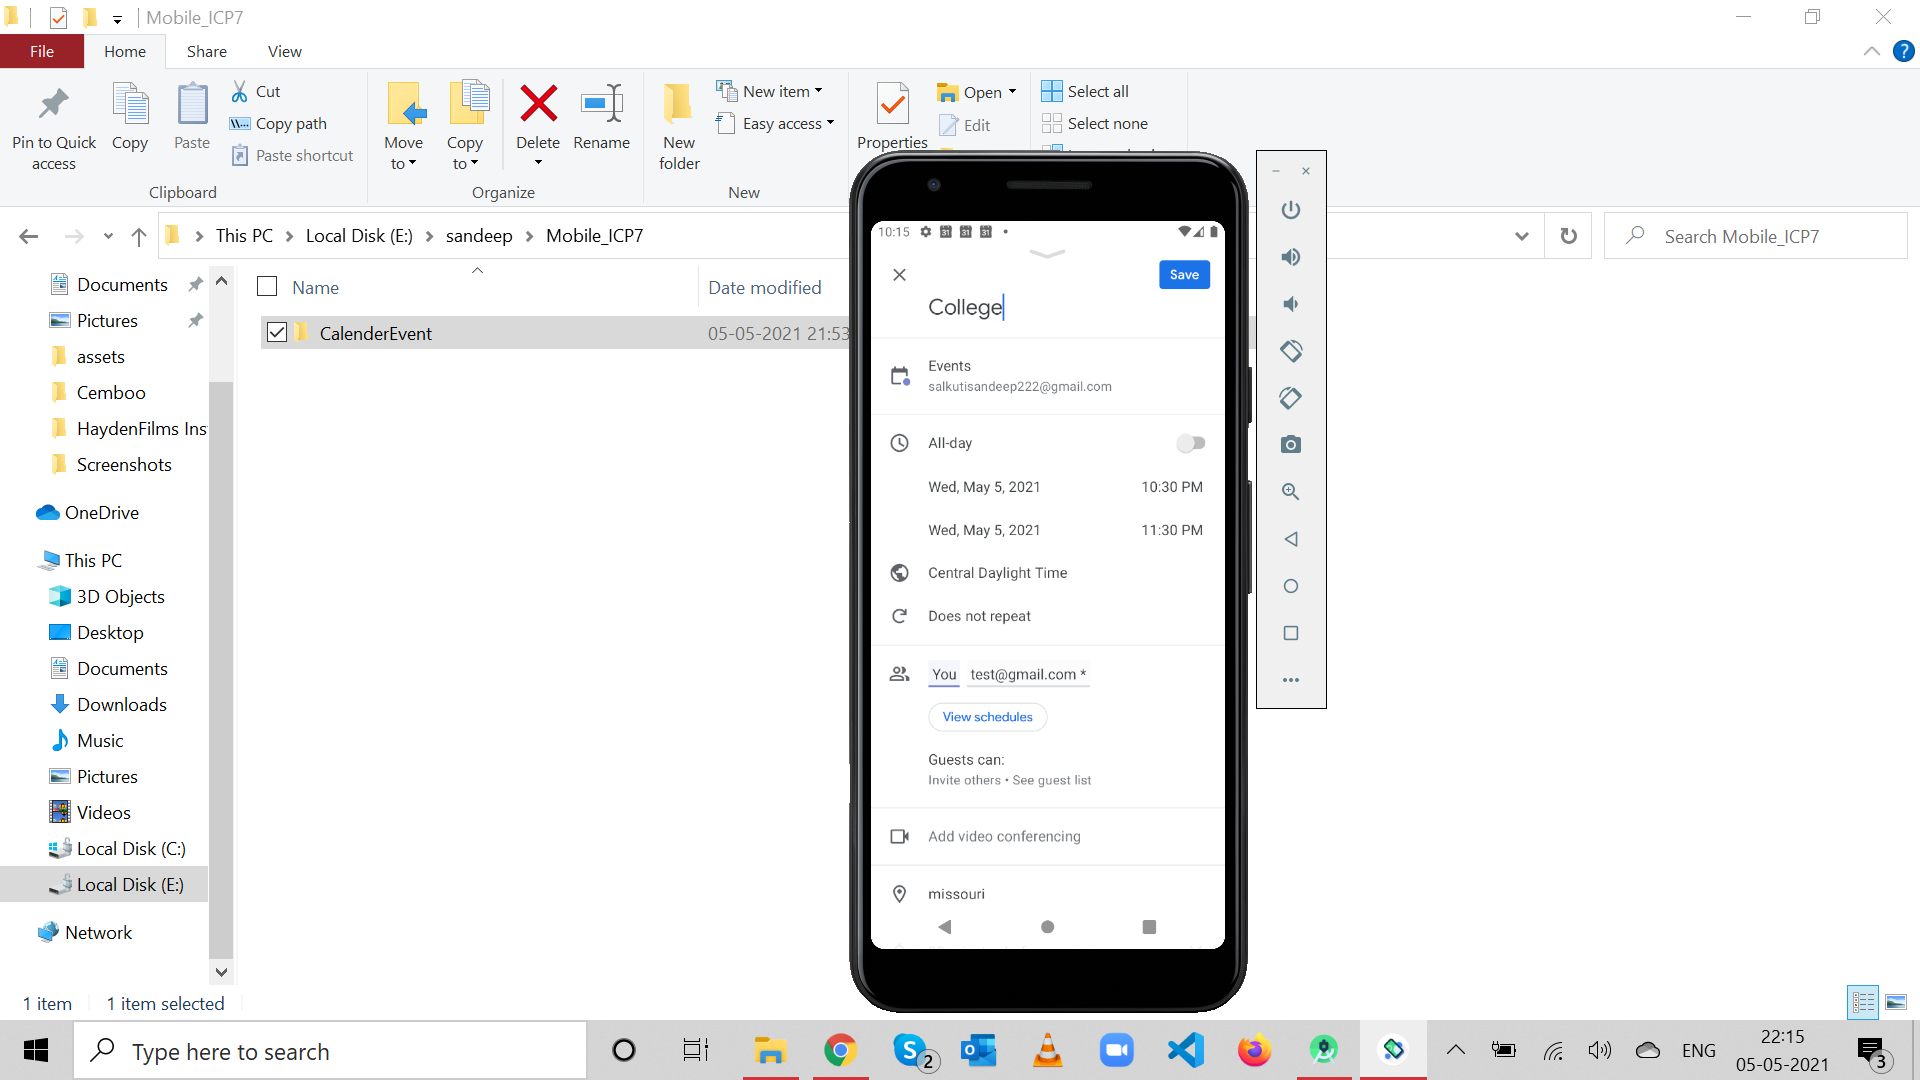 Mobile_ICP7
File
Home
Share
View
?
Pin to Quick
access
Copy
Paste
Cut
Copy path
Paste shortcut
Clipboard
Move
to
Copy
to
Delete
Rename
Organize
New
folder
New item
Easy access
New
Properties
Open
Edit
Select all
Select none
This PC
Local Disk (E:)
sandeep
Mobile_ICP7
Search Mobile_ICP7
Name
Date modified
CalenderEvent
05-05-2021 21:53
Documents
Pictures
assets
Cemboo
HaydenFilms Ins
Screenshots
OneDrive
This PC
3D Objects
Desktop
Documents
Downloads
Music
Pictures
Videos
Local Disk (C:)
Local Disk (E:)
Network
1 item
1 item selected
10:15
31
31
31
Save
College
Events
salkutisandeep222@gmail.com
All-day
Wed, May 5, 2021
10:30 PM
Wed, May 5, 2021
11:30 PM
Central Daylight Time
Does not repeat
You
test@gmail.com *
View schedules
Guests can:
Invite others • See guest list
Add video conferencing
missouri
Type here to search
2
ENG
22:15
05-05-2021
3